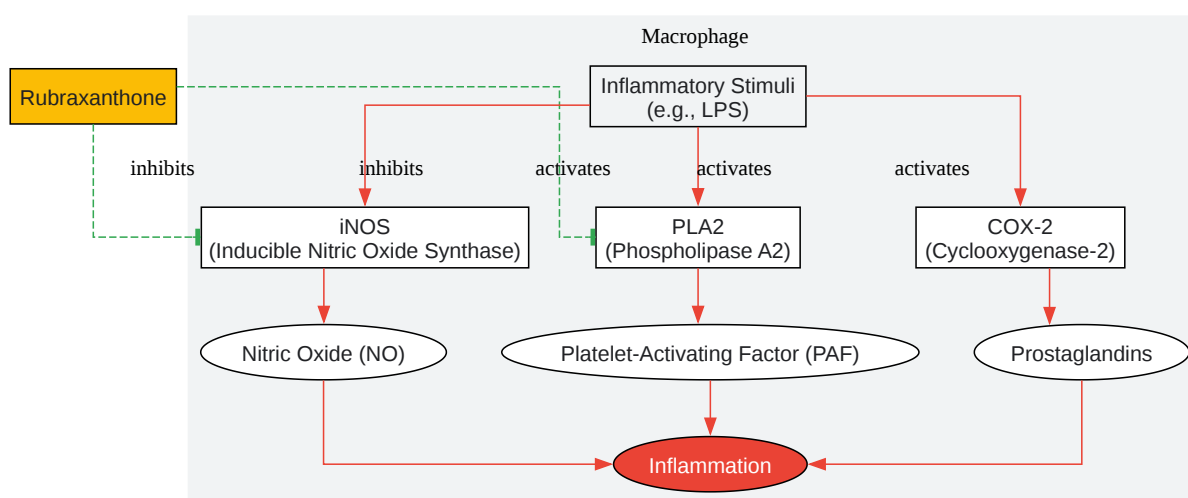 Macrophage
Rubraxanthone
Inflammatory Stimuli
(e.g., LPS)
inhibits
inhibits
activates
activates
activates
iNOS
(Inducible Nitric Oxide Synthase)
PLA2
(Phospholipase A2)
COX-2
(Cyclooxygenase-2)
Nitric Oxide (NO)
Platelet-Activating Factor (PAF)
Prostaglandins
Inflammation